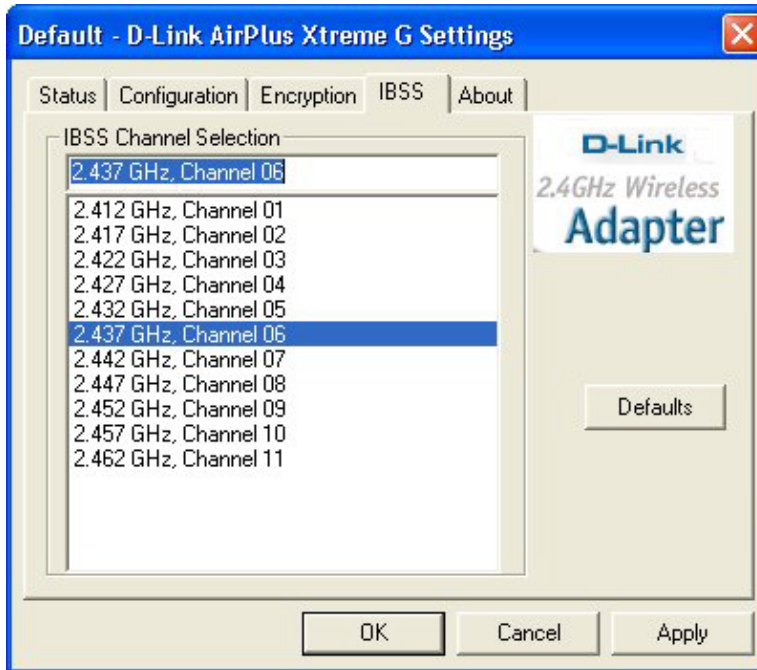 Default - D-Link AirPlus Xtreme G Settings
Status Configuration Encryption IBSS About
IBSS Channel Selection
2.437 GHz, Channel 06
2.412 GHz, Channel 01
2.417 GHz, Channel 02
2.422 GHz, Channel 03
2.427 GHz, Channel 04
2.432 GHz, Channel 05
2.437 GHz, Channel 06
2.442 GHz, Channel 07
2.447 GHz, Channel 08
2.452 GHz, Channel 09
2.457 GHz, Channel 10
2.462 GHz, Channel 11
D-Link
2.4GHz Wireless
Adapter
Defaults
OK Cancel Apply